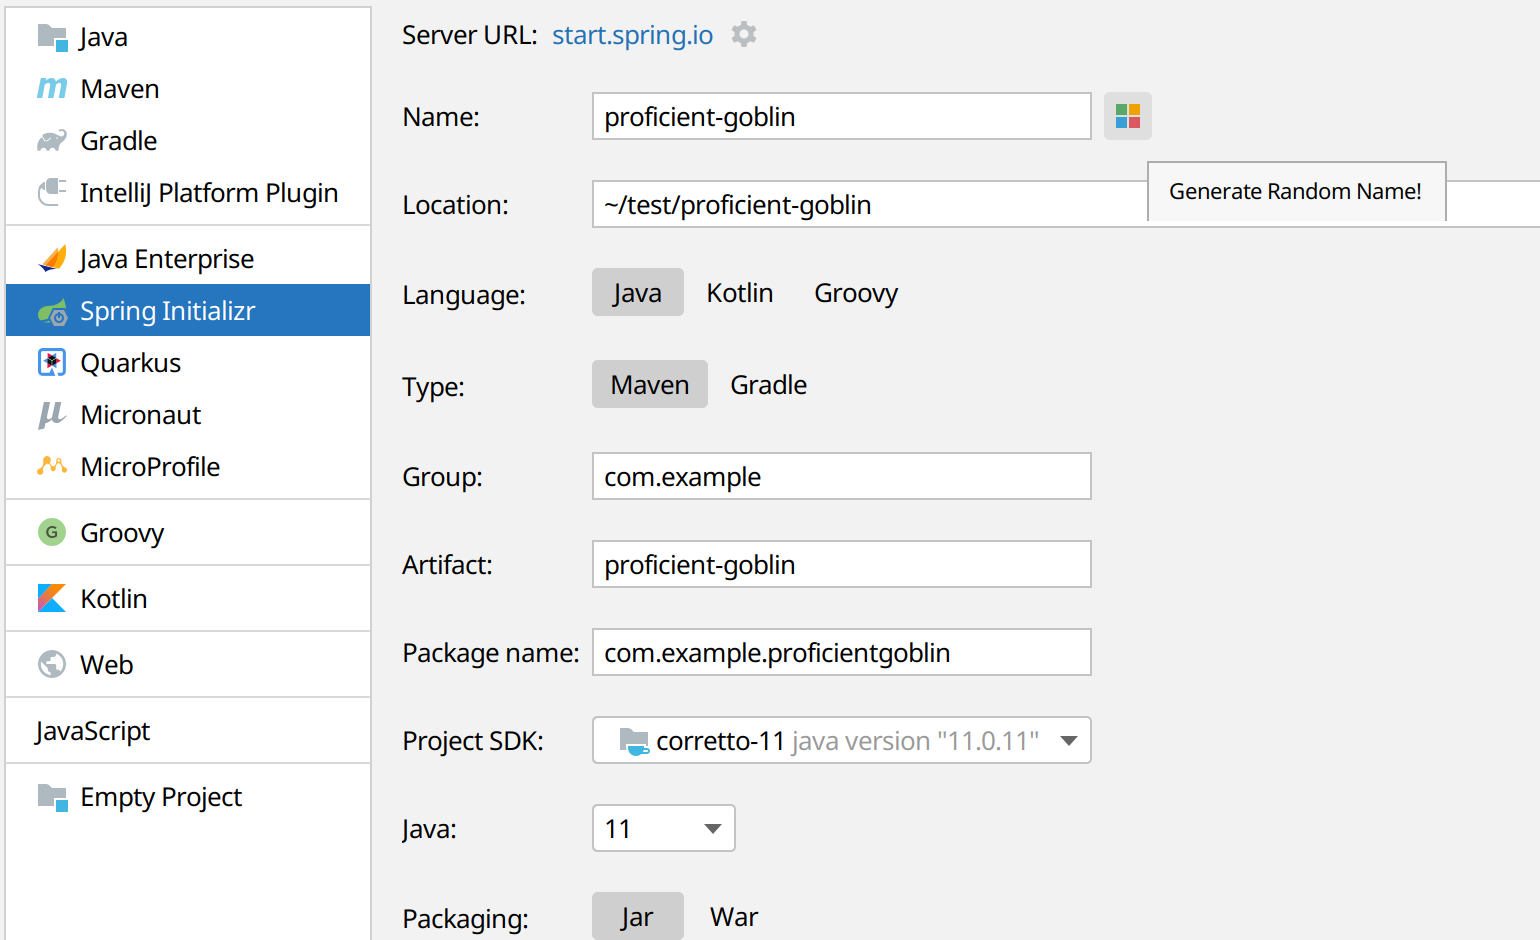 Java
Maven
Gradle
IntelliJ Platform Plugin
Java Enterprise
Spring Initializr
Quarkus
Micronaut
MicroProfile
G Groovy
Kotlin
Web
JavaScript
Empty Project
Server URL: start.spring.io
Name: proficient-goblin
Generate Random Name!
Location: ~/test/proficient-goblin
Language: Java Kotlin Groovy
Type: Maven Gradle
Group: com.example
Artifact: proficient-goblin
Package name: com.example.proficientgoblin
Project SDK: corretto-11 java version "11.0.11"
Java: 11
Packaging: Jar War